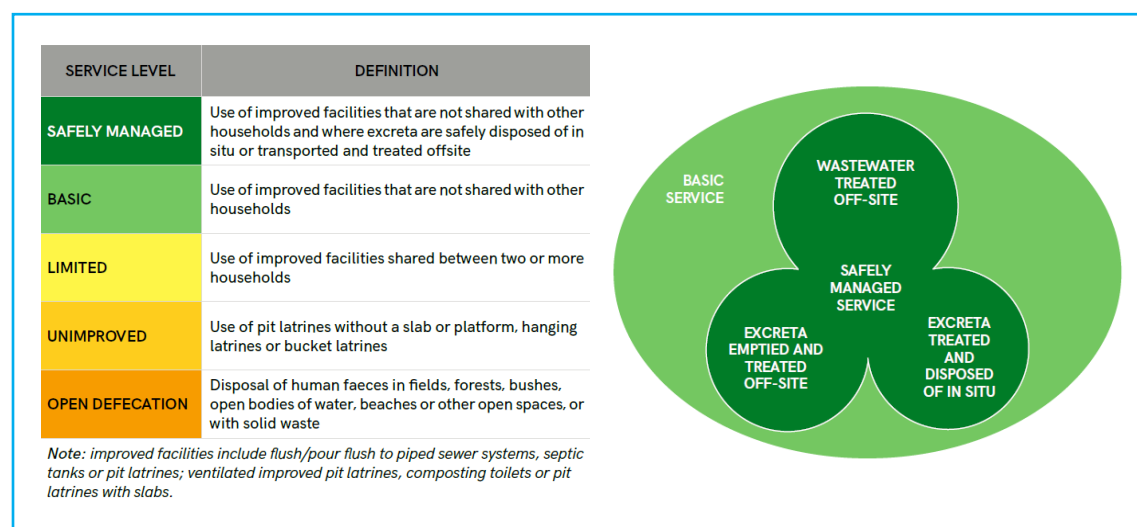 SERVICE LEVEL
DEFINITION
SAFELY MANAGED
Use of improved facilities that are not shared with other
households and where excreta are safely disposed of in
situ or transported and treated offsite
BASIC
Use of improved facilities that are not shared with other
households
LIMITED
Use of improved facilities shared between two or more
households
UNIMPROVED
Use of pit latrines without a slab or platform, hanging
latrines or bucket latrines
OPEN DEFECATION
Disposal of human faeces in fields, forests, bushes,
open bodies of water, beaches or other open spaces, or
with solid waste
Note: improved facilities include flush/pour flush to piped sewer systems, septic
tanks or pit latrines; ventilated improved pit latrines, composting toilets or pit
latrines with slabs.
BASIC
SERVICE
WASTEWATER
TREATED
OFF-SITE
SAFELY
MANAGED
SERVICE
EXCRETA
EMPTIED AND
TREATED
OFF-SITE
EXCRETA
TREATED
AND
DISPOSED
OF IN SITU